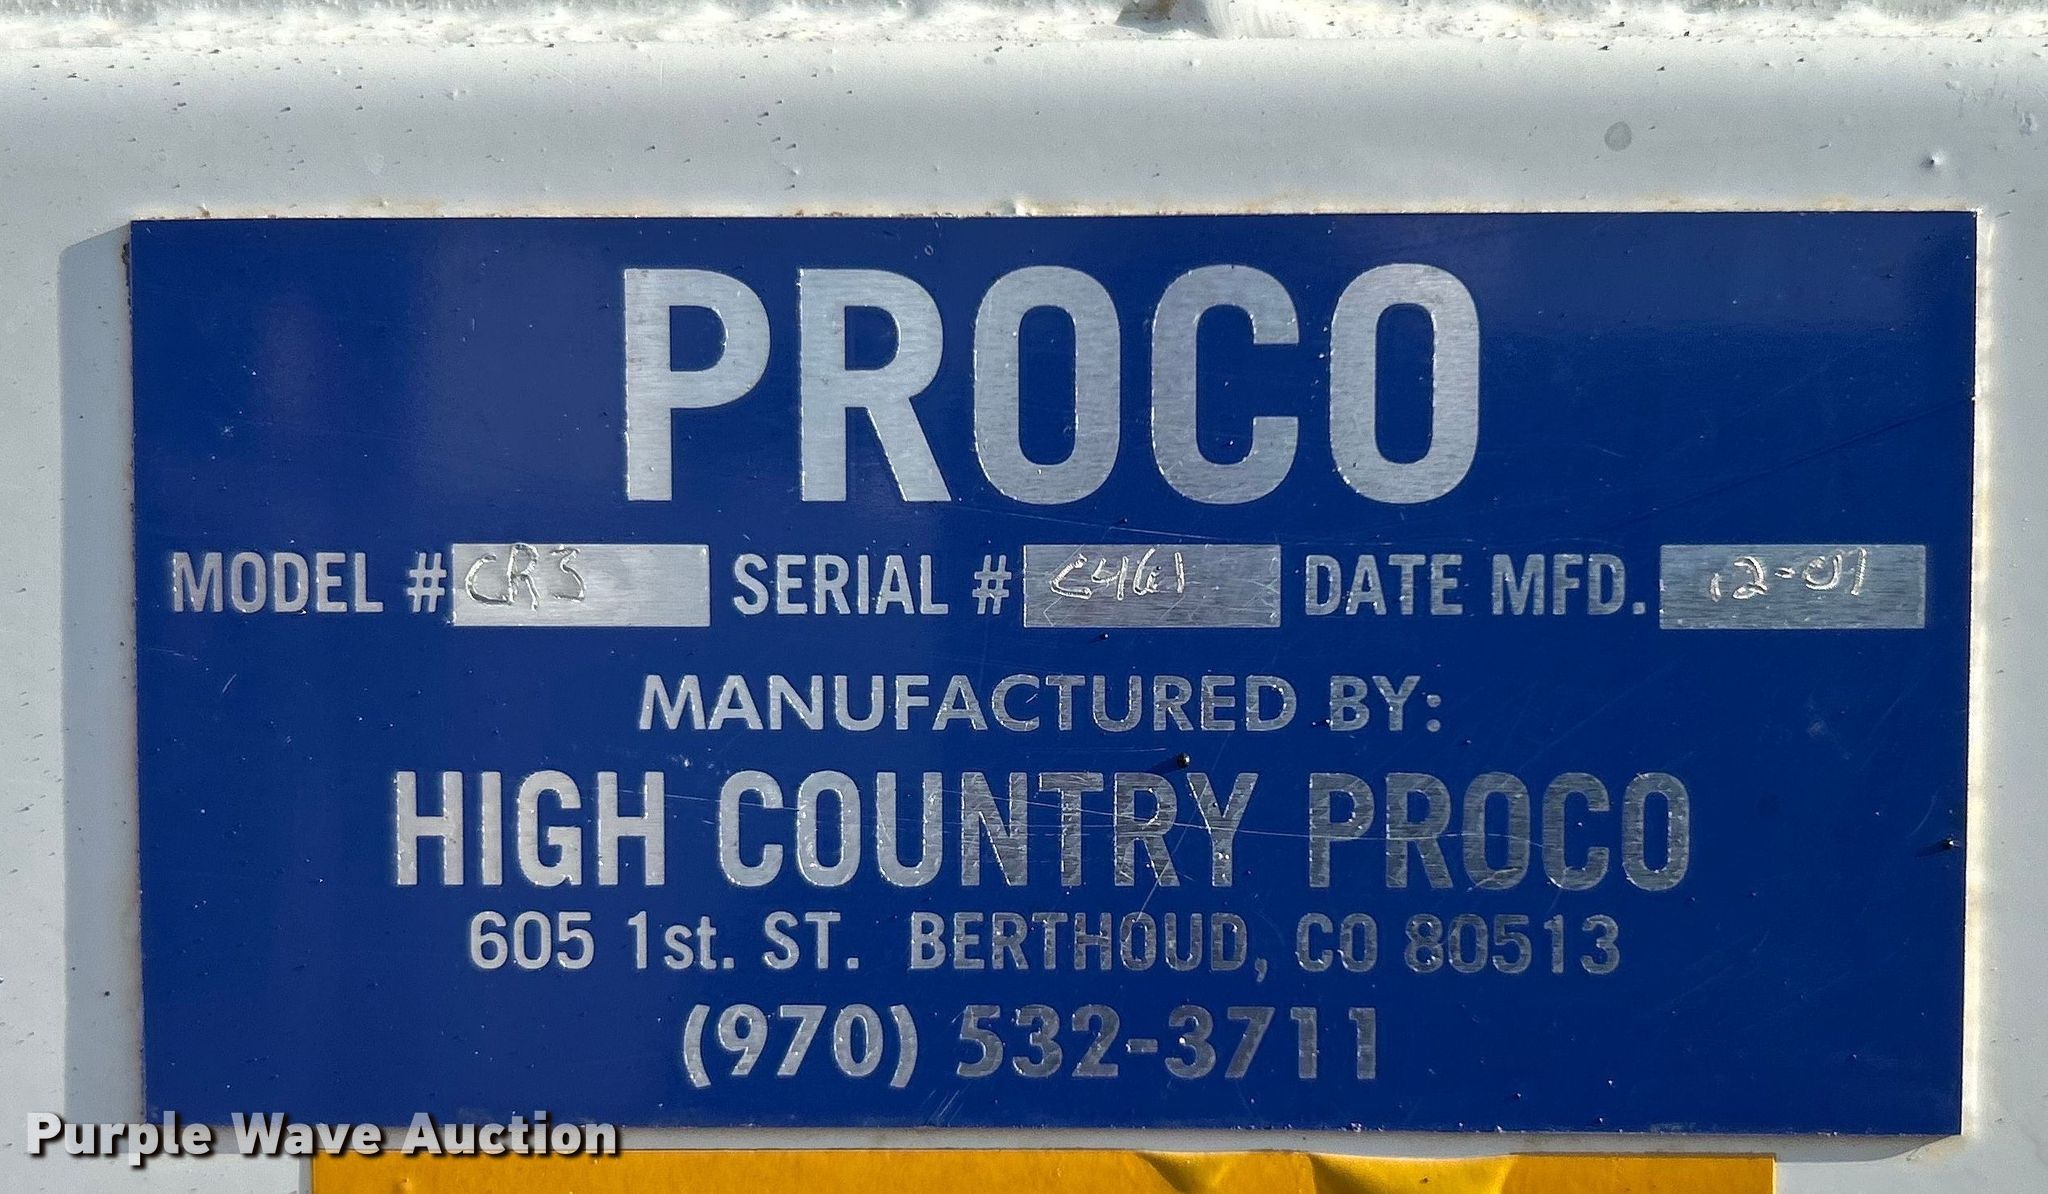 PROCO
MODEL # CR3 SERIAL # C461 DATE MFD. 12-01
MANUFACTURED BY:
HIGH COUNTRY PROCO
605 1st. ST. BERTHOUD, CO 80513
(970) 532-3711
Purple Wave Auction